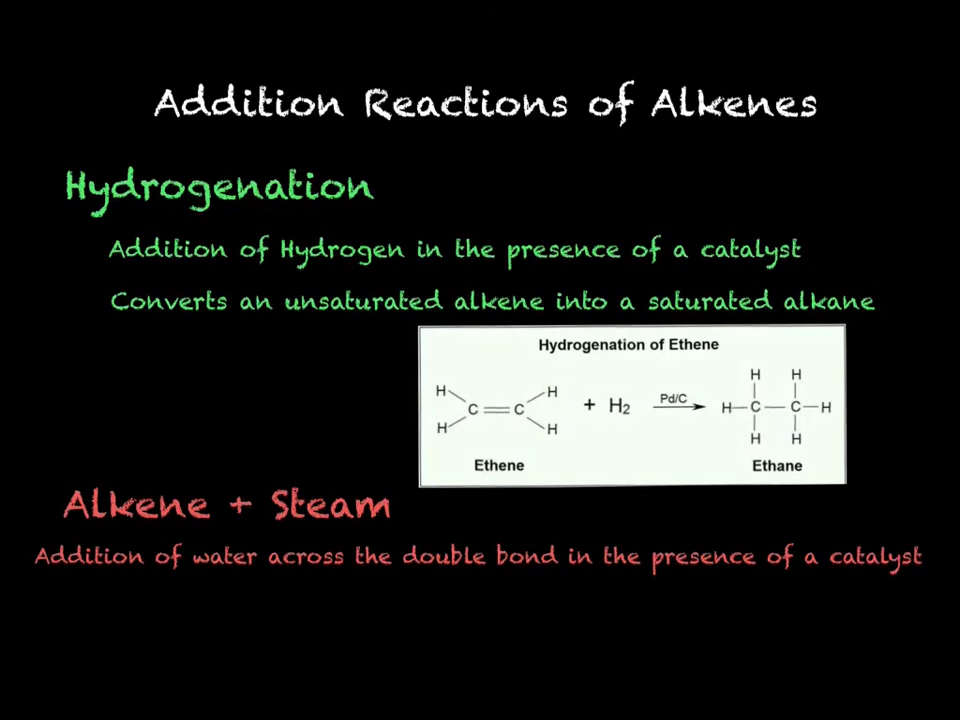 Addition Reactions of Alkenes
Hydrogenation
Addition of Hydrogen in the presence of a catalyst
Converts an unsaturated alkene into a saturated alkane
Hydrogenation of Ethene
H H H H
C C + H₂ Pd/C H C C H
H H H H
Ethene Ethane
Alkene + Steam
Addition of water across the double bond in the presence of a catalyst